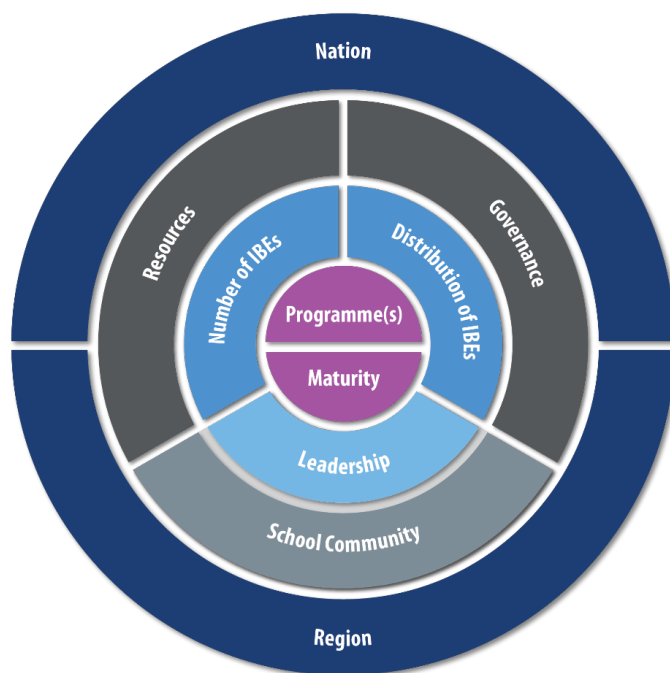 Nation
Resources
Governance
Number of IBEs
Distribution of IBEs
Programme(s)
Maturity
Leadership
School Community
Region